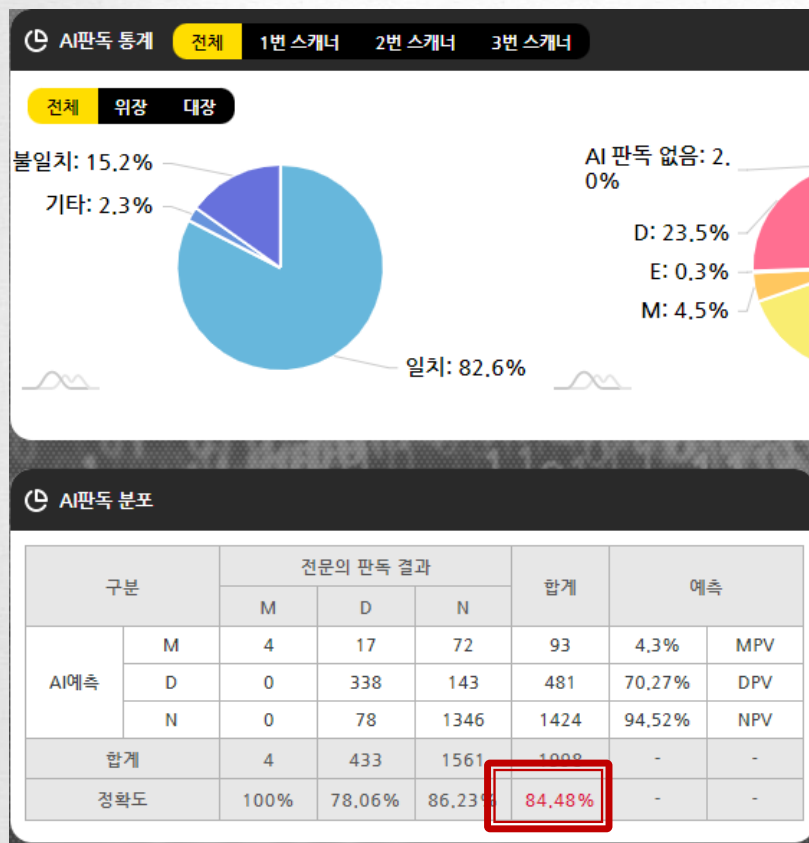 AI판독 통계 전체 1번 스캐너 2번 스캐너 3번 스캐너
전체 위장 대장
불일치: 15.2%
기타: 2.3%
일치: 82.6%
AI 판독 없음: 2.
0%
D: 23.5%
E: 0.3%
M: 4.5%
AI판독 분포
구분 전문의 판독 결과 합계 예측
M D N
AI예측 M 4 17 72 93 4.3% MPV
D 0 338 143 481 70.27% DPV
N 0 78 1346 1424 94.52% NPV
합계 4 433 1561 1998 - -
정확도 100% 78.06% 86.23% 84.48% - -